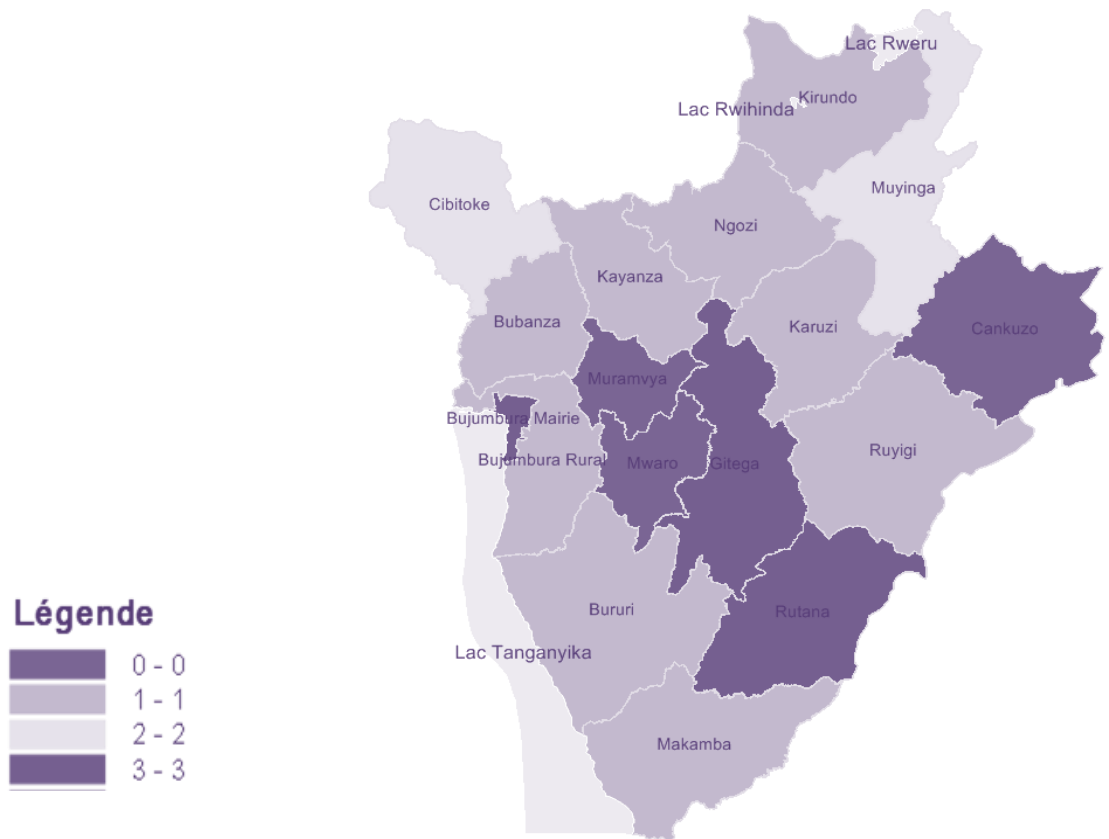 Lac Rweru
Kirundo
Lac Rwihinda
Muyinga
Cibitoke
Ngozi
Kayanza
Bubanza
Karuzi
Cankuzo
Muramvya
Bujumbura Mairie
Ruyigi
Bujumbura Rural
Mwaro
Gitega
Bururi
Rutana
Lac Tanganyika
Makamba
Légende
0 - 0
1 - 1
2 - 2
3 - 3